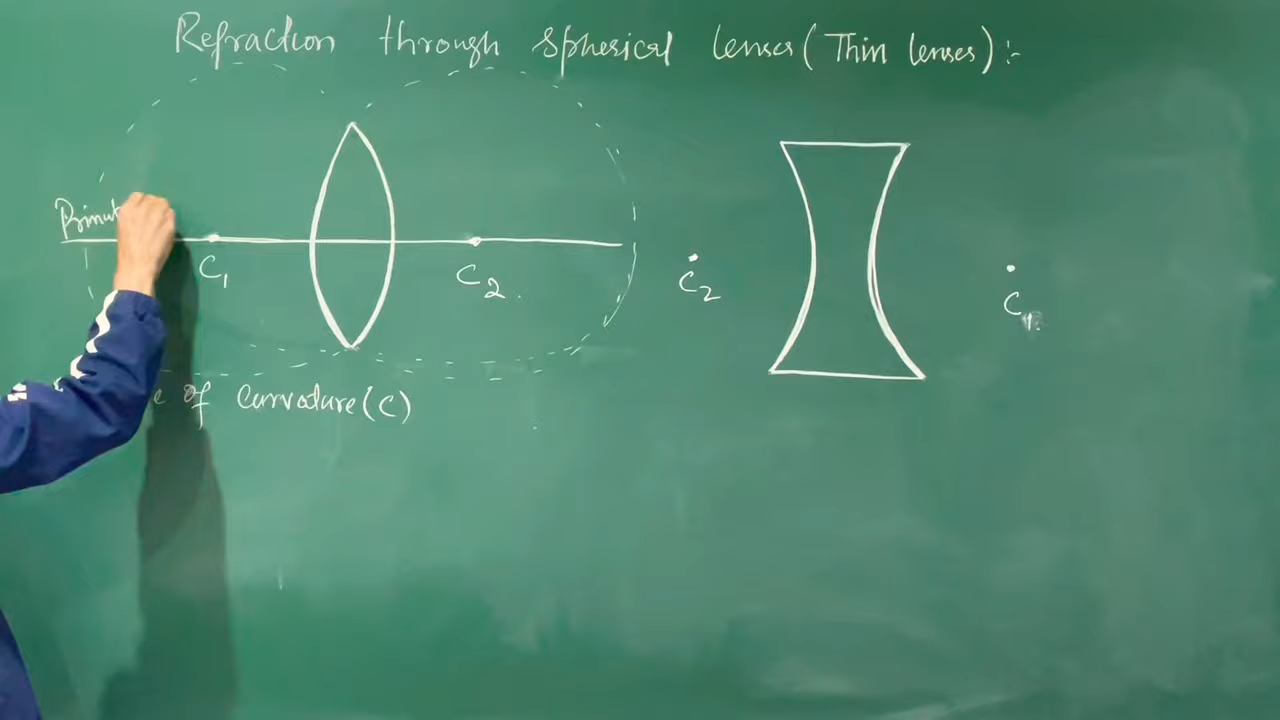 Refraction through spherical lenses (Thin lenses) :-
C1
C2
C2
C
of curvature (C)